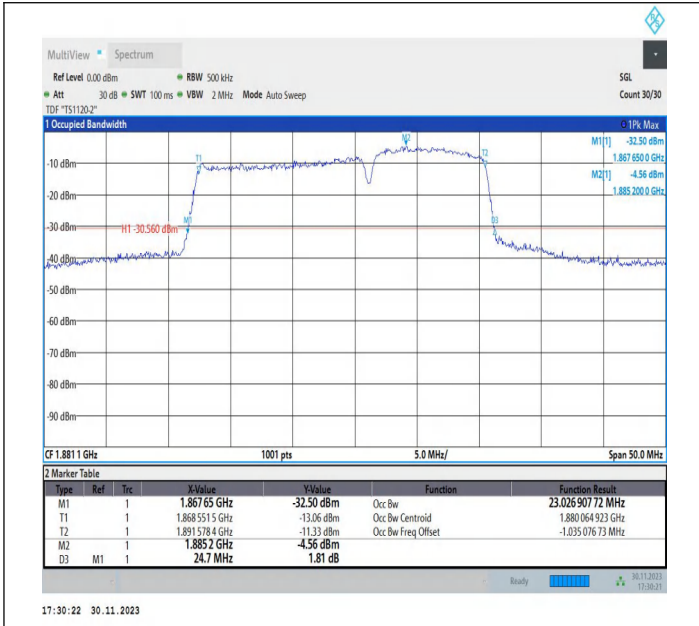 MultiView Spectrum
Ref Level 0.00 dBm RBW 500 kHz SGL
Att 30 dB SWT 100 ms VBW 2 MHz Mode Auto Sweep Count 30/30
TDF "TS1120-2"
1 Occupied Bandwidth 1Pk Max
M1[1] -32.50 dBm
1.867 650 0 GHz
M2[1] -4.56 dBm
1.885 200 0 GHz
M2
T1
T2
-10 dBm
-20 dBm
M1
D3
-30 dBm
H1 -30.560 dBm
-40 dBm
-50 dBm
-60 dBm
-70 dBm
-80 dBm
-90 dBm
CF 1.881 1 GHz 1001 pts 5.0 MHz/ Span 50.0 MHz
2 Marker Table
Type Ref Trc X-Value Y-Value Function Function Result
M1 1 1.867 65 GHz -32.50 dBm Occ Bw 23.026 907 72 MHz
T1 1 1.868 551 5 GHz -13.06 dBm Occ Bw Centroid 1.880 064 923 GHz
T2 1 1.891 578 4 GHz -11.33 dBm Occ Bw Freq Offset -1.035 076 73 MHz
M2 1 1.885 2 GHz -4.56 dBm
D3 M1 1 24.7 MHz 1.81 dB
Ready 30.11.2023
17:30:21
17:30:22 30.11.2023